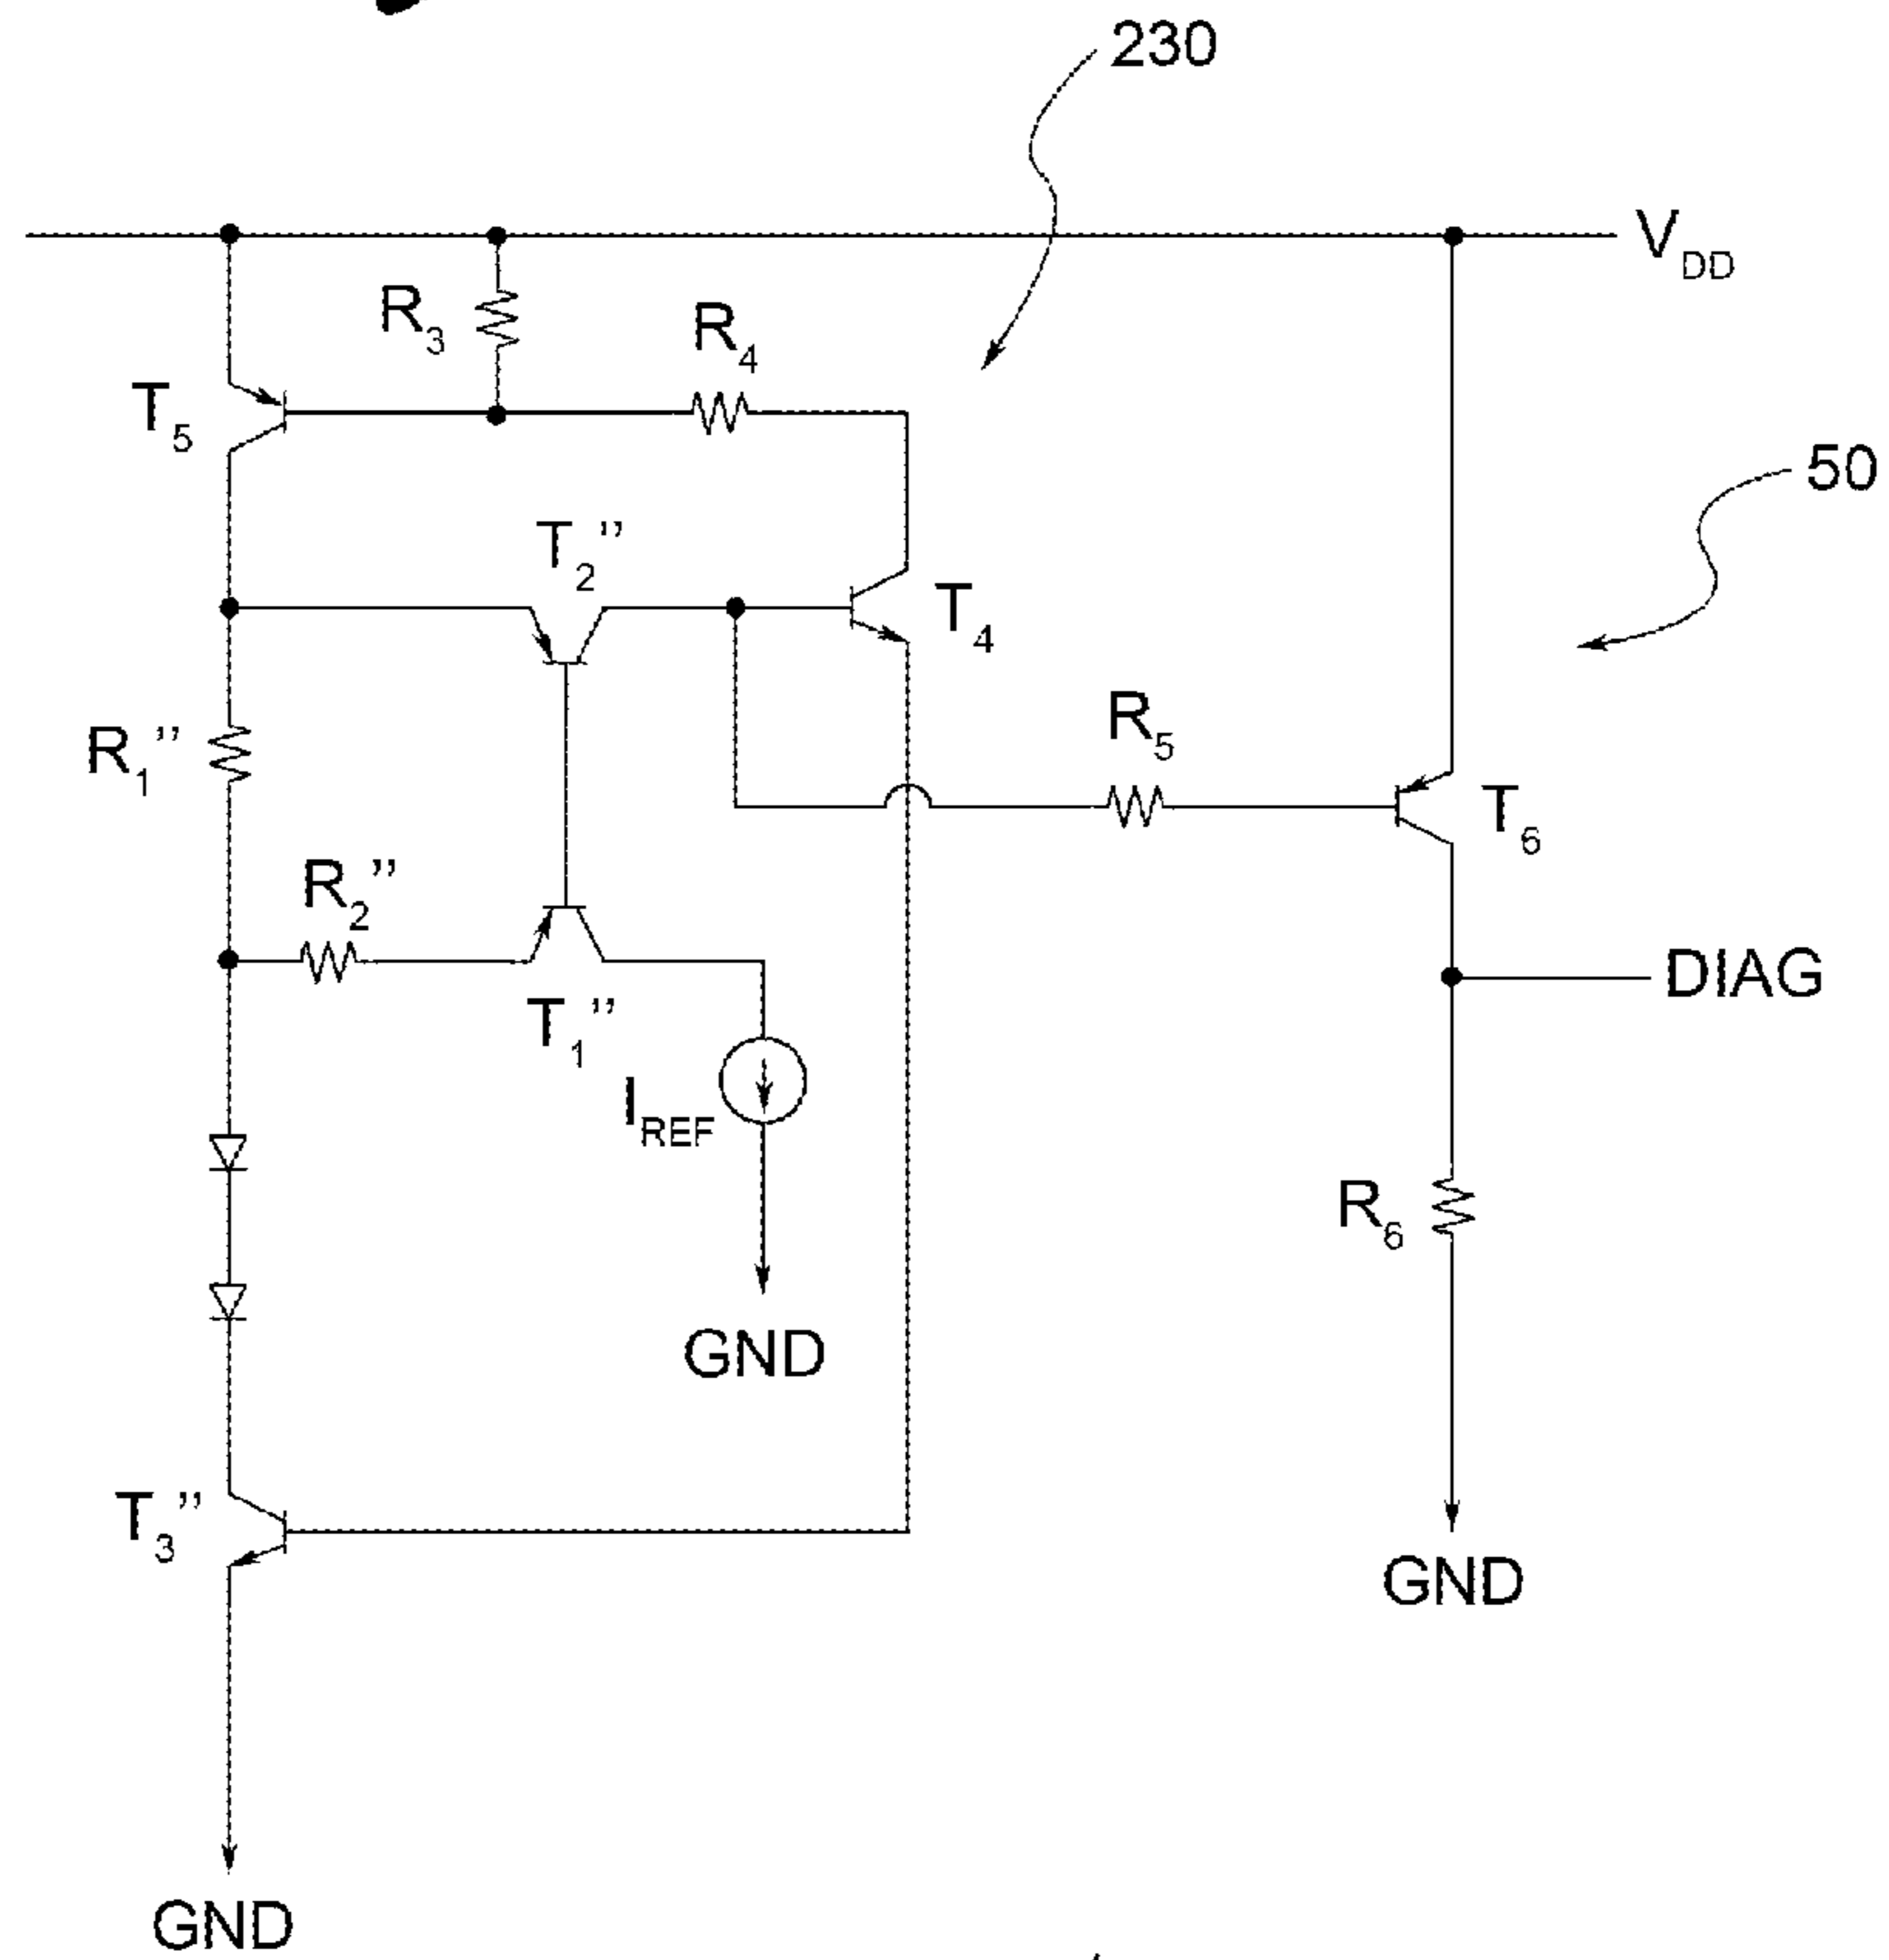 230
V_DD
R_3
R_4
T_5
50
T_2''
T_4
R_1''
R_5
T_6
R_2''
DIAG
T_1''
I_REF
R_6
GND
T_3''
GND
GND